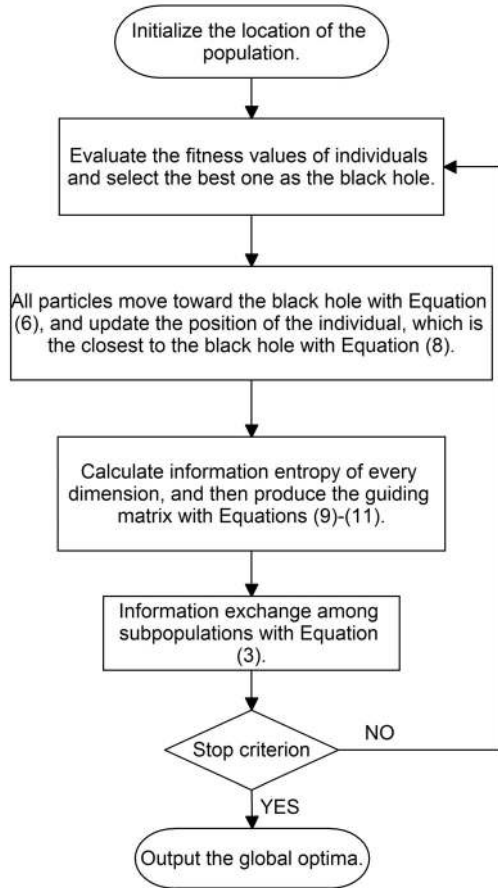 Initialize the location of the
population.
Evaluate the fitness values of individuals
and select the best one as the black hole.
All particles move toward the black hole with Equation
(6), and update the position of the individual, which is
the closest to the black hole with Equation (8).
Calculate information entropy of every
dimension, and then produce the guiding
matrix with Equations (9)-(11).
Information exchange among
subpopulations with Equation
(3).
Stop criterion
NO
YES
Output the global optima.